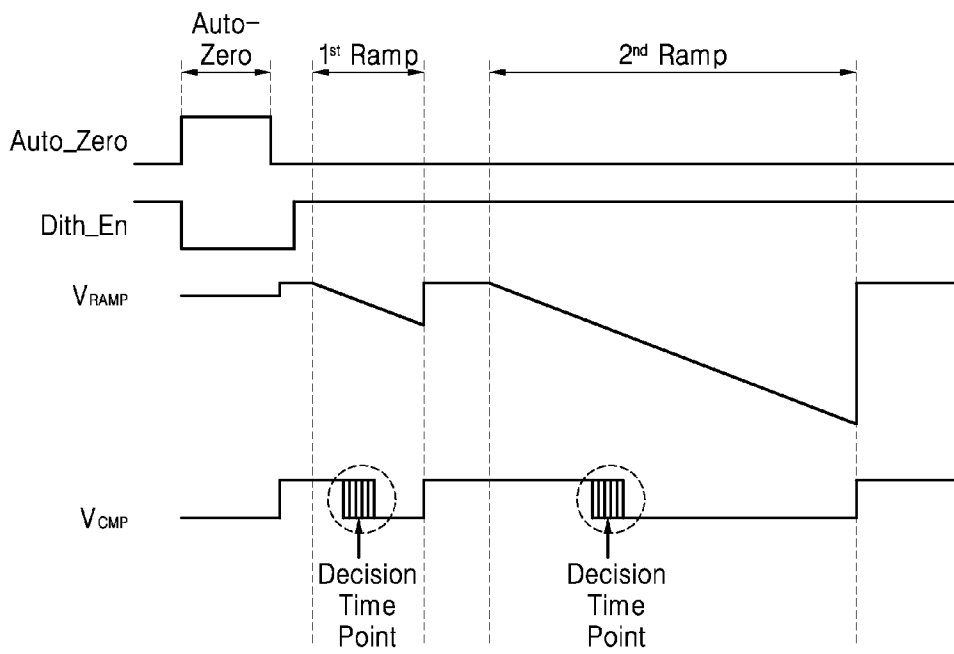 Auto-
Zero
1st Ramp
2nd Ramp
Auto_Zero
Dith_En
VRAMP
VCMP
Decision
Time
Point
Decision
Time
Point